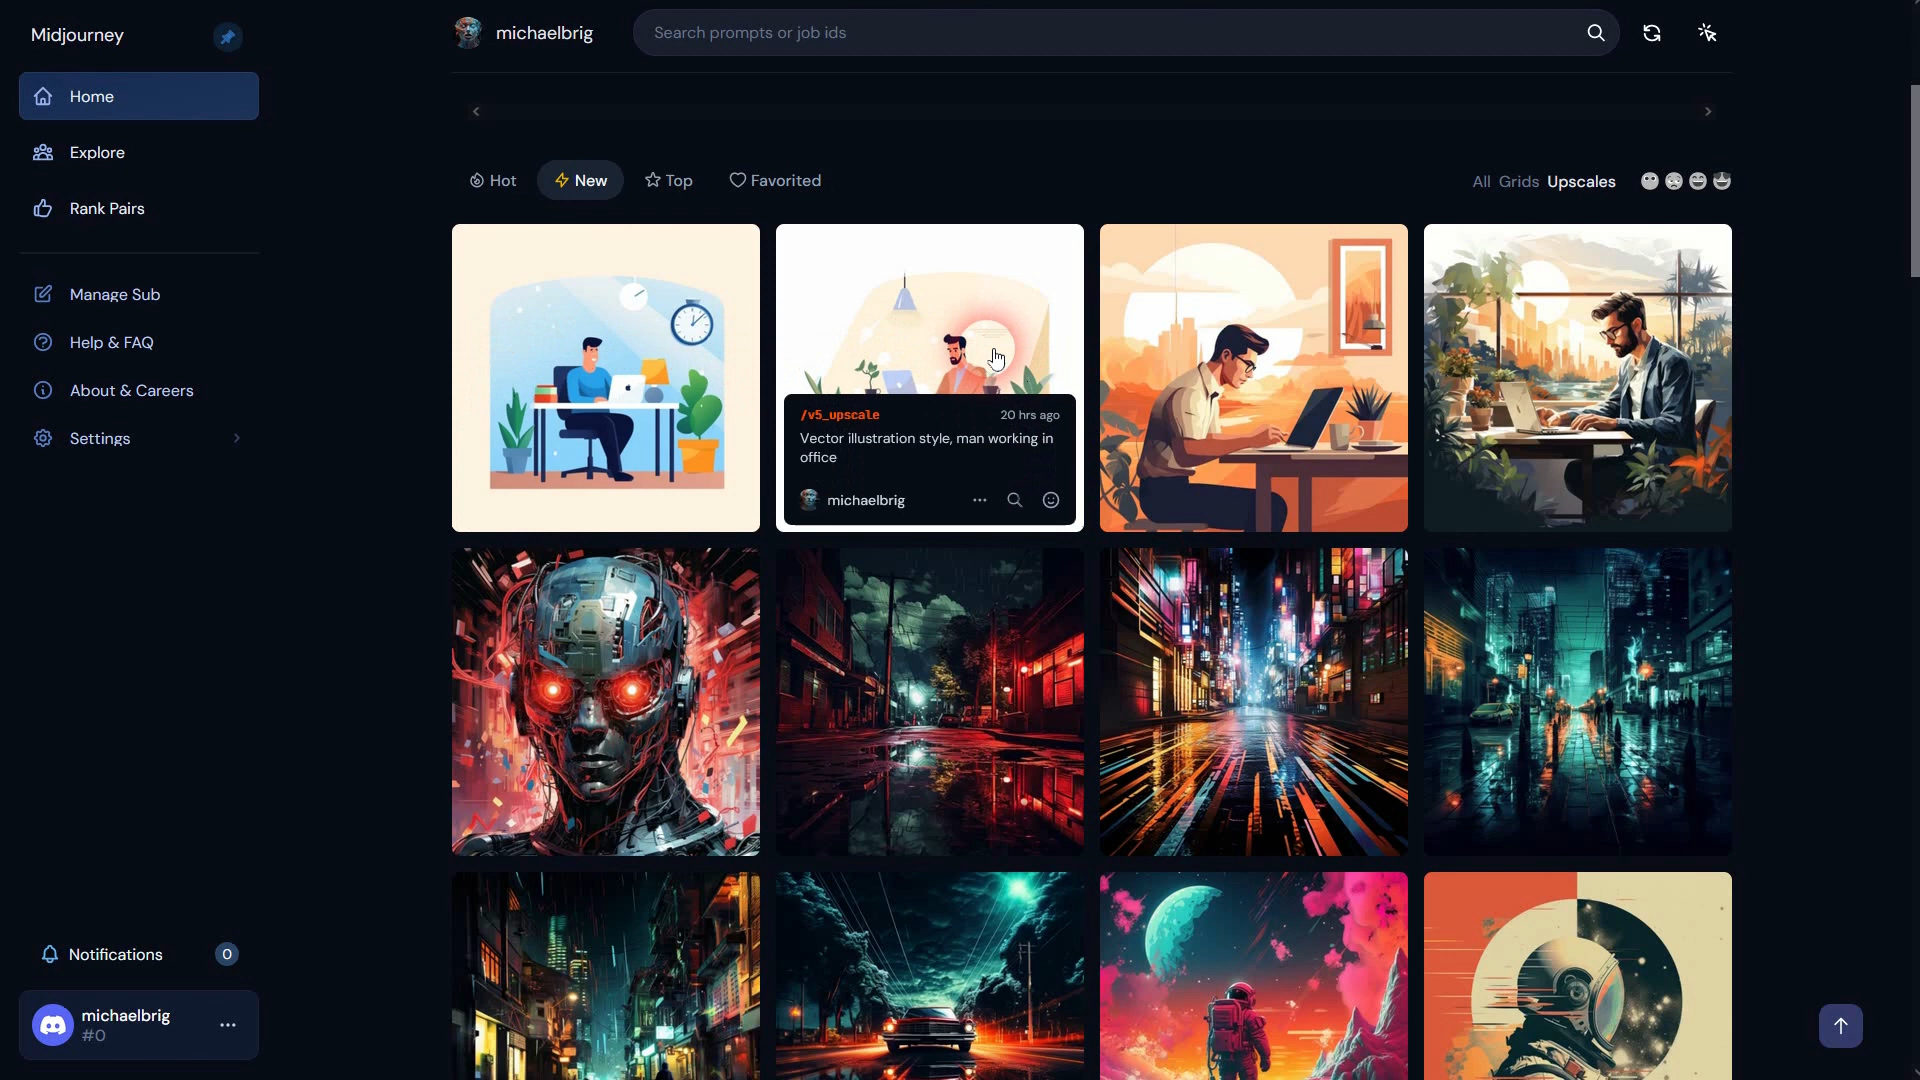 Midjourney
michaelbrig
Search prompts or job ids
Home
Explore
Rank Pairs
Manage Sub
Help & FAQ
About & Careers
Settings
Hot
New
Top
Favorited
All Grids Upscales
/v5_upscale
20 hrs ago
Vector illustration style, man working in
office
michaelbrig
Notifications
0
michaelbrig
#0